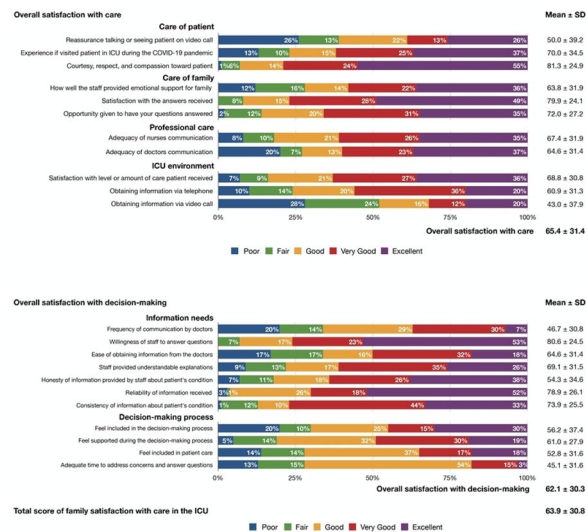 Overall satisfaction with care Mean ± SD
Care of patient
Reassurance talking or seeing patient on video call 26% 13% 22% 13% 26% 50.0 ± 39.2
Experience if visited patient in ICU during the COVID-19 pandemic 13% 10% 15% 25% 37% 70.0 ± 34.5
Courtesy, respect, and compassion toward patient 1% 6% 14% 24% 55% 81.3 ± 24.9
Care of family
How well the staff provided emotional support for family 12% 16% 14% 22% 36% 63.8 ± 31.9
Satisfaction with the answers received 8% 15% 28% 49% 79.9 ± 24.1
Opportunity given to have your questions answered 2% 12% 20% 31% 35% 72.0 ± 27.2
Professional care
Adequacy of nurses communication 8% 10% 21% 26% 35% 67.4 ± 31.9
Adequacy of doctors communication 20% 7% 13% 23% 37% 64.6 ± 31.4
ICU environment
Satisfaction with level or amount of care patient received 7% 9% 21% 27% 36% 68.8 ± 30.8
Obtaining information via telephone 10% 14% 20% 36% 20% 60.9 ± 31.3
Obtaining information via video call 28% 24% 16% 12% 20% 43.0 ± 37.9
0% 25% 50% 75% 100%
Overall satisfaction with care 65.4 ± 31.4
Poor Fair Good Very Good Excellent
Overall satisfaction with decision-making Mean ± SD
Information needs
Frequency of communication by doctors 20% 14% 29% 30% 7% 46.7 ± 30.8
Willingness of staff to answer questions 7% 17% 23% 53% 80.6 ± 24.5
Ease of obtaining information from the doctors 17% 17% 16% 32% 18% 64.6 ± 31.4
Staff provided understandable explanations 9% 13% 17% 35% 26% 69.1 ± 31.5
Honesty of information provided by staff about patient's condition 7% 11% 18% 26% 38% 54.3 ± 34.6
Reliability of information received 3% 1% 26% 18% 52% 78.9 ± 26.1
Consistency of information about patient's condition 1% 12% 10% 44% 33% 73.9 ± 25.5
Decision-making process
Feel included in the decision-making process 20% 10% 25% 15% 30% 56.2 ± 37.4
Feel supported during the decision-making process 5% 14% 32% 30% 19% 61.0 ± 27.9
Feel included in patient care 14% 14% 37% 17% 18% 52.8 ± 31.6
Adequate time to address concerns and answer questions 13% 15% 54% 15% 3% 45.1 ± 31.6
0% 25% 50% 75% 100%
Overall satisfaction with decision-making 62.1 ± 30.3
Total score of family satisfaction with care in the ICU 63.9 ± 30.8
Poor Fair Good Very Good Excellent